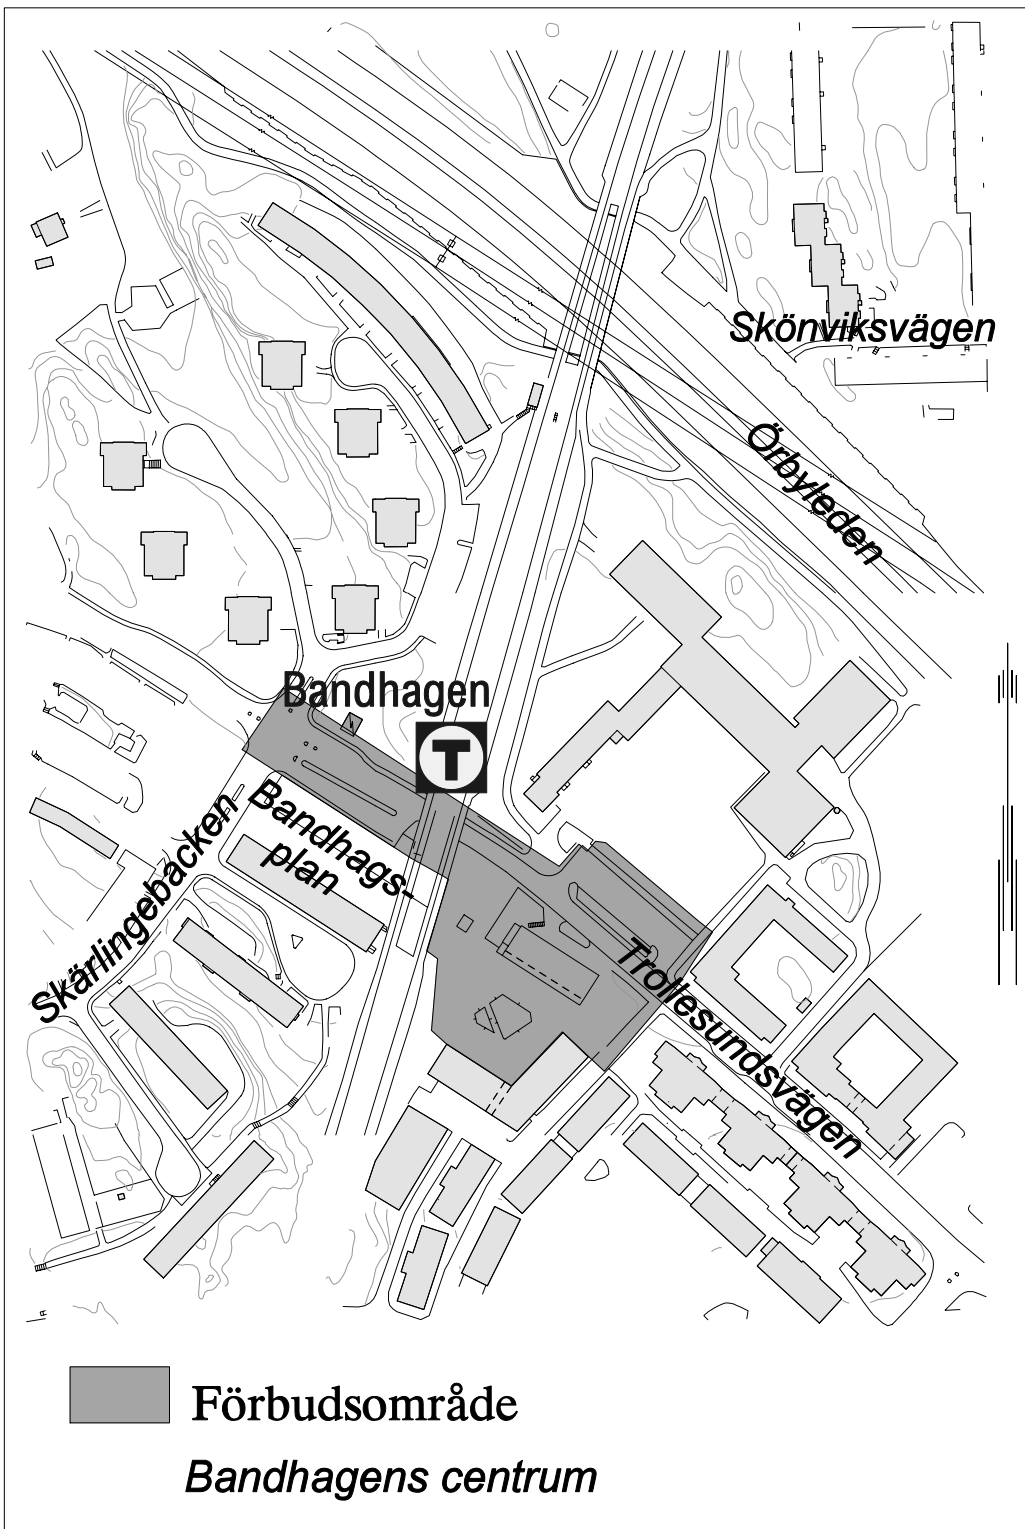 Skönviksvägen
Örbyleden
Bandhagen
T
Bandhags-
plan
Skärlingebacken
Trollesundsvägen
Förbudsområde
Bandhagens centrum